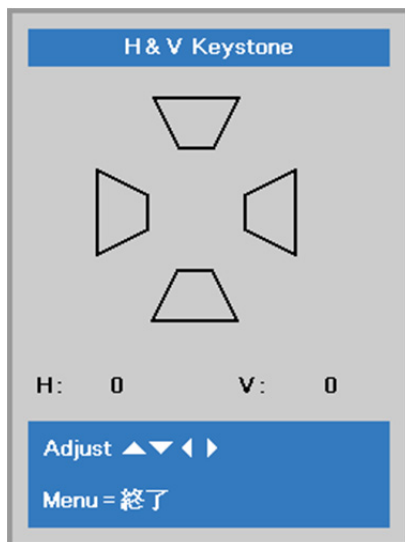 H & V Keystone
H: 0 V: 0
Adjust ▲▼◀▶
Menu = 終了